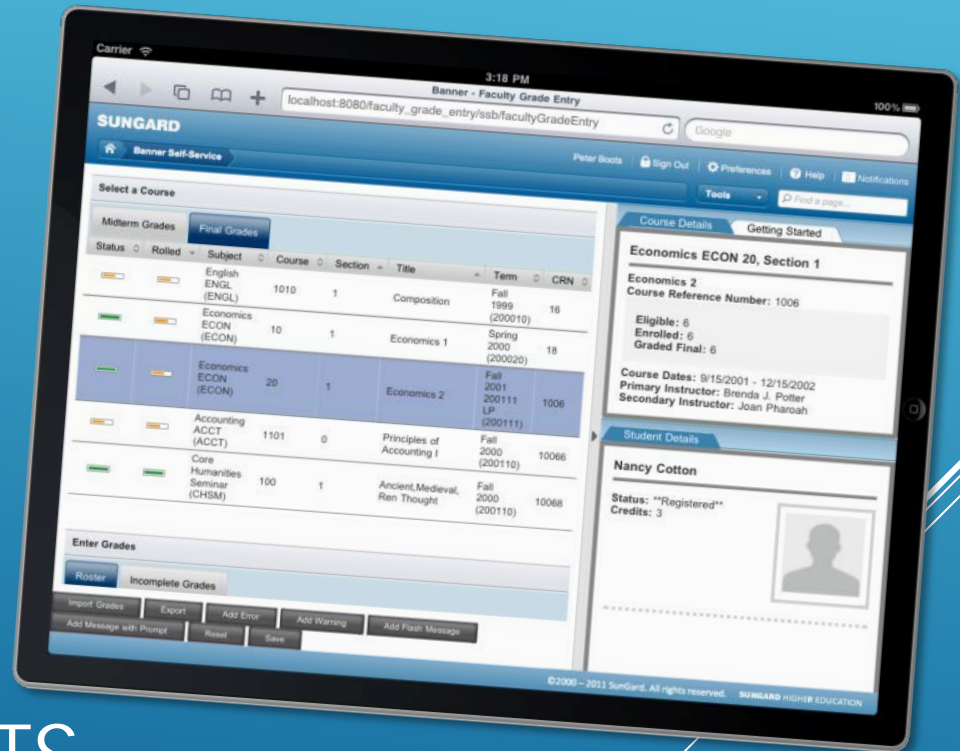 Carrier
3:18 PM
100%
Banner - Faculty Grade Entry
localhost:8080/faculty_grade_entry/ssb/facultyGradeEntry
Google
SUNGARD
Banner Self-Service
Peter Boots
Sign Out
Preferences
Help
Notifications
Tools
Find a page...
Select a Course
Midterm Grades
Final Grades
Status Rolled Subject Course Section Title Term CRN
English
ENGL
(ENGL)
1010 1 Composition
Fall
1999
(200010)
16
Economics
ECON
(ECON)
10 1 Economics 1
Spring
2000
(200020)
18
Economics
ECON
(ECON)
20 1 Economics 2
Fall
2001
200111
LP
(200111)
1006
Accounting
ACCT
(ACCT)
1101 0
Principles of
Accounting I
Fall
2000
(200110)
10066
Core
Humanities
Seminar
(CHSM)
100 1
Ancient,Medieval,
Ren Thought
Fall
2000
(200110)
10068
Enter Grades
Roster
Incomplete Grades
Import Grades
Export
Add Error
Add Warning
Add Flash Message
Add Message with Prompt
Reset
Save
Course Details
Getting Started
Economics ECON 20, Section 1
Economics 2
Course Reference Number: 1006
Eligible: 6
Enrolled: 6
Graded Final: 6
Course Dates: 9/15/2001 - 12/15/2002
Primary Instructor: Brenda J. Potter
Secondary Instructor: Joan Pharoah
Student Details
Nancy Cotton
Status: **Registered**
Credits: 3
©2000 – 2011 SunGard. All rights reserved. SUNGARD HIGHER EDUCATION